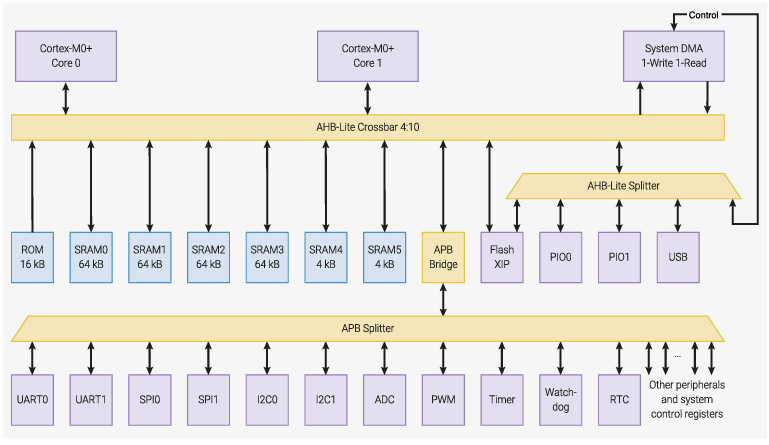 Control
Cortex-M0+
Core 0
Cortex-M0+
Core 1
System DMA
1-Write 1-Read
AHB-Lite Crossbar 4:10
AHB-Lite Splitter
ROM
16 kB
SRAM0
64 kB
SRAM1
64 kB
SRAM2
64 kB
SRAM3
64 kB
SRAM4
4 kB
SRAM5
4 kB
APB
Bridge
Flash
XIP
PIO0
PIO1
USB
APB Splitter
UART0
UART1
SPI0
SPI1
I2C0
I2C1
ADC
PWM
Timer
Watch-
dog
RTC
...
Other peripherals
and system
control registers